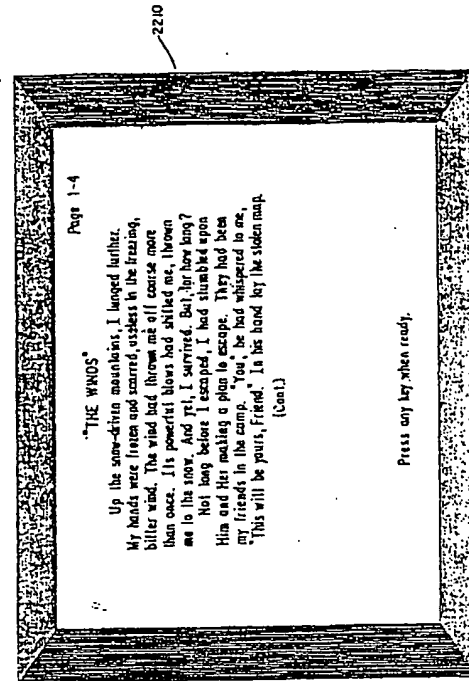 2210
"THE WINDS"
Page 1-4
Up the snow-driven mountains, I lunged further.
My hands were frozen and scarred, useless in the freezing,
bitter wind. The wind had thrown me off course more
than once. Its powerful blows had shilled me, thrown
me to the snow. And yet, I survived. But, for how long?
Not long before I escaped, I had stumbled upon
Him and Her making a plan to escape. They had been
my friends in the camp. "You", he had whispered to me,
"This will be yours, Friend." In his hand lay the stolen map.
(Cont.)
Press any key when ready.